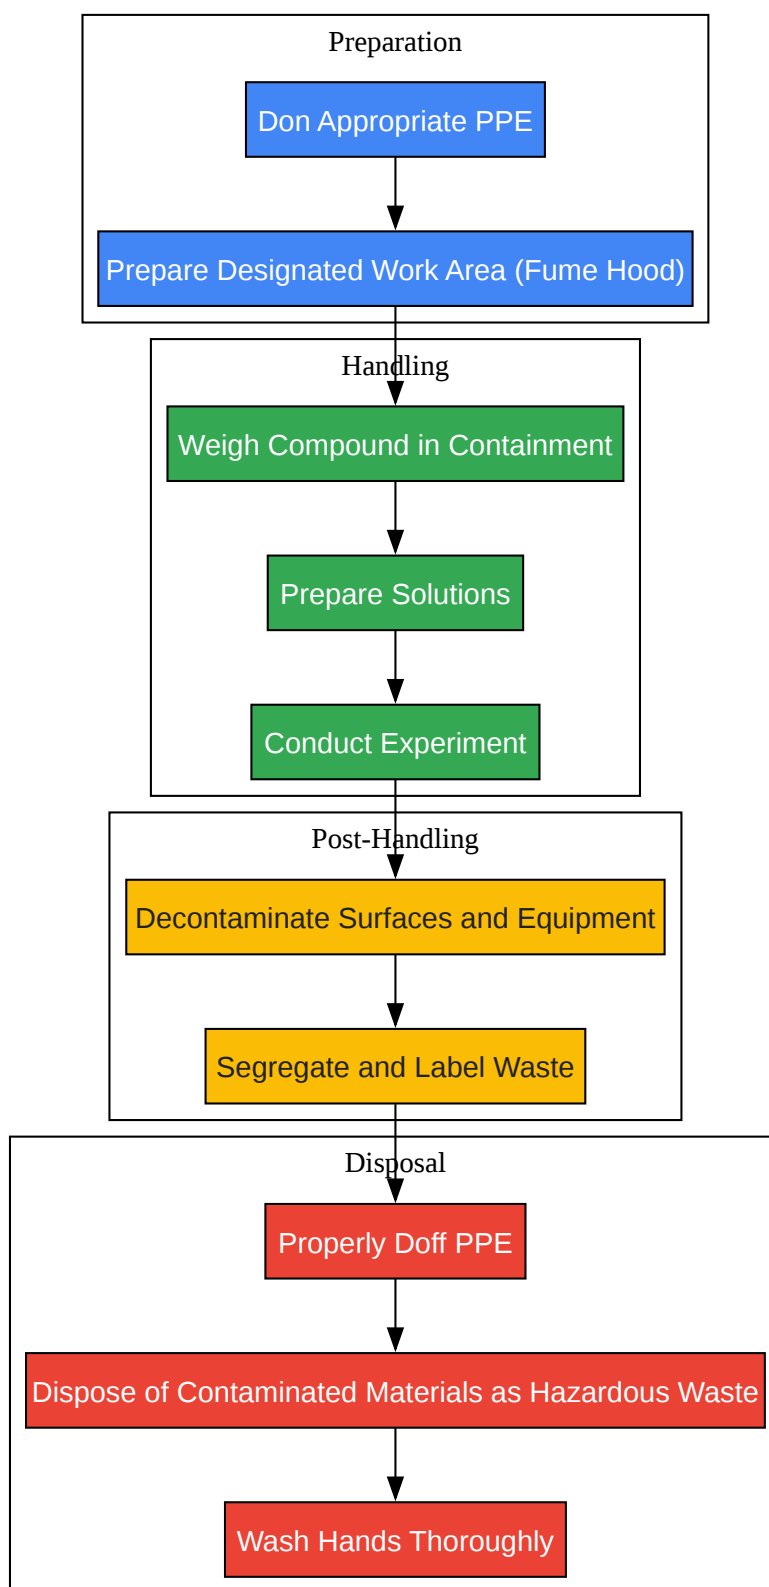 Preparation
Don Appropriate PPE
Prepare Designated Work Area (Fume Hood)
Handling
Weigh Compound in Containment
Prepare Solutions
Conduct Experiment
Post-Handling
Decontaminate Surfaces and Equipment
Segregate and Label Waste
Disposal
Properly Doff PPE
Dispose of Contaminated Materials as Hazardous Waste
Wash Hands Thoroughly